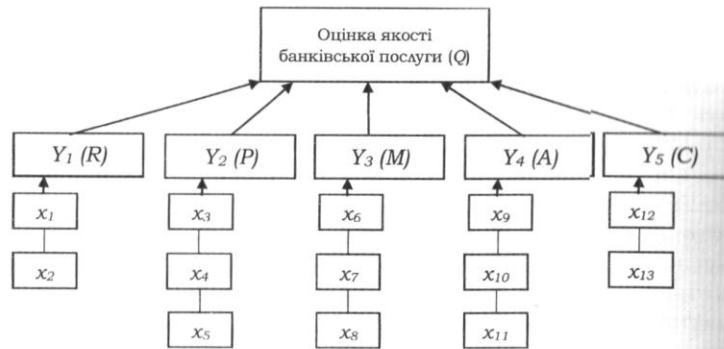 Оцінка якості
банківської послуги (Q)
Y₁ (R)
Y₂ (P)
Y₃ (M)
Y₄ (A)
Y₅ (C)
x₁
x₃
x₆
x₉
x₁₂
x₂
x₄
x₇
x₁₀
x₁₃
x₅
x₈
x₁₁